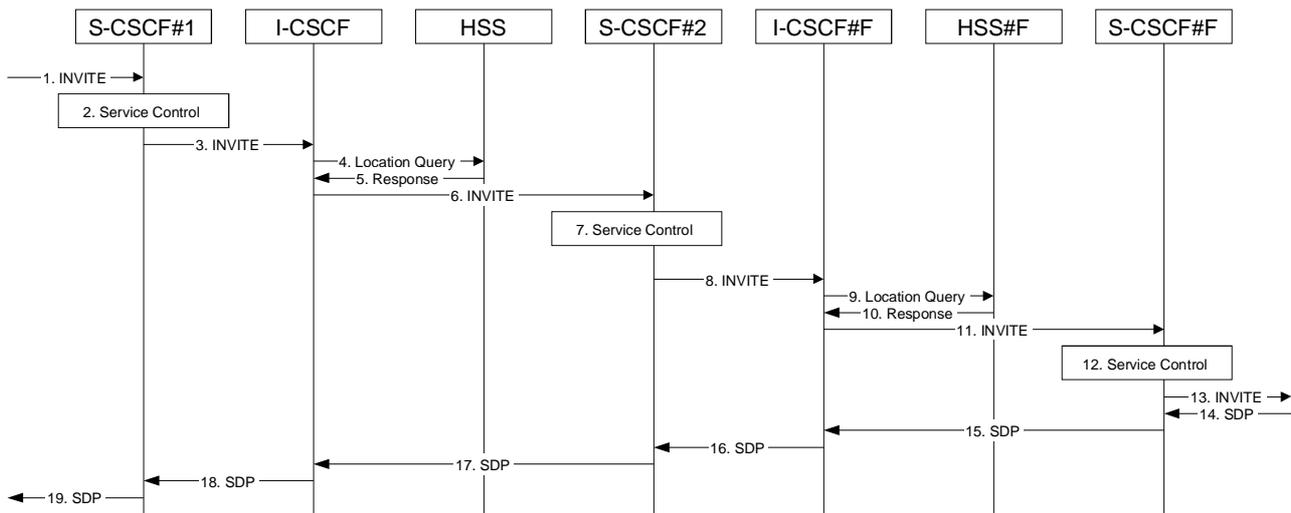 S-CSCF#1
I-CSCF
HSS
S-CSCF#2
I-CSCF#F
HSS#F
S-CSCF#F
1. INVITE
2. Service Control
3. INVITE
4. Location Query
5. Response
6. INVITE
7. Service Control
8. INVITE
9. Location Query
10. Response
11. INVITE
12. Service Control
13. INVITE
14. SDP
15. SDP
16. SDP
17. SDP
18. SDP
19. SDP